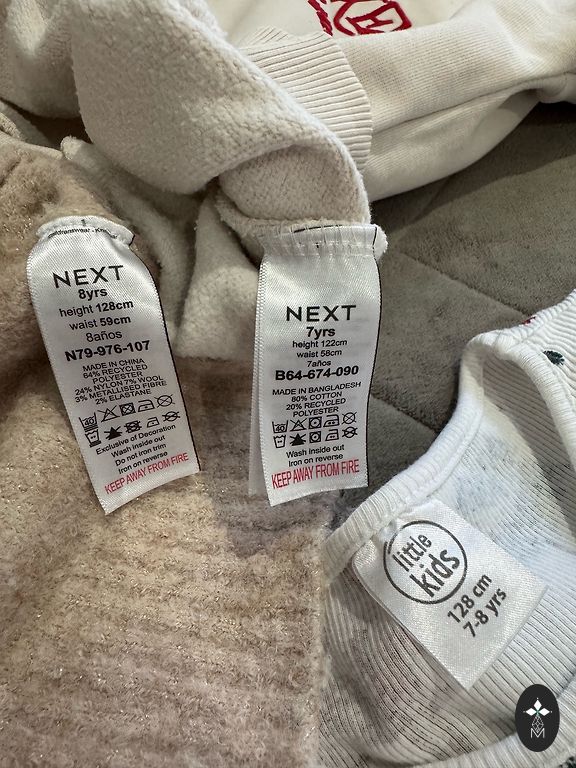 NEXT
8yrs
height 128cm
waist 59cm
8años
N79-976-107
MADE IN CHINA
64% RECYCLED
POLYESTER
24% NYLON 7% WOOL
3% METALLISED FIBRE
2% ELASTANE
40
Exclusive of Decoration
Wash inside out
Do not iron trim
Iron on reverse
KEEP AWAY FROM FIRE
NEXT
7yrs
height 122cm
waist 58cm
7años
B64-674-090
MADE IN BANGLADESH
80% COTTON
20% RECYCLED
POLYESTER
40
Wash inside out
Iron on reverse
KEEP AWAY FROM FIRE
little
kids
128 cm
7-8 yrs
M